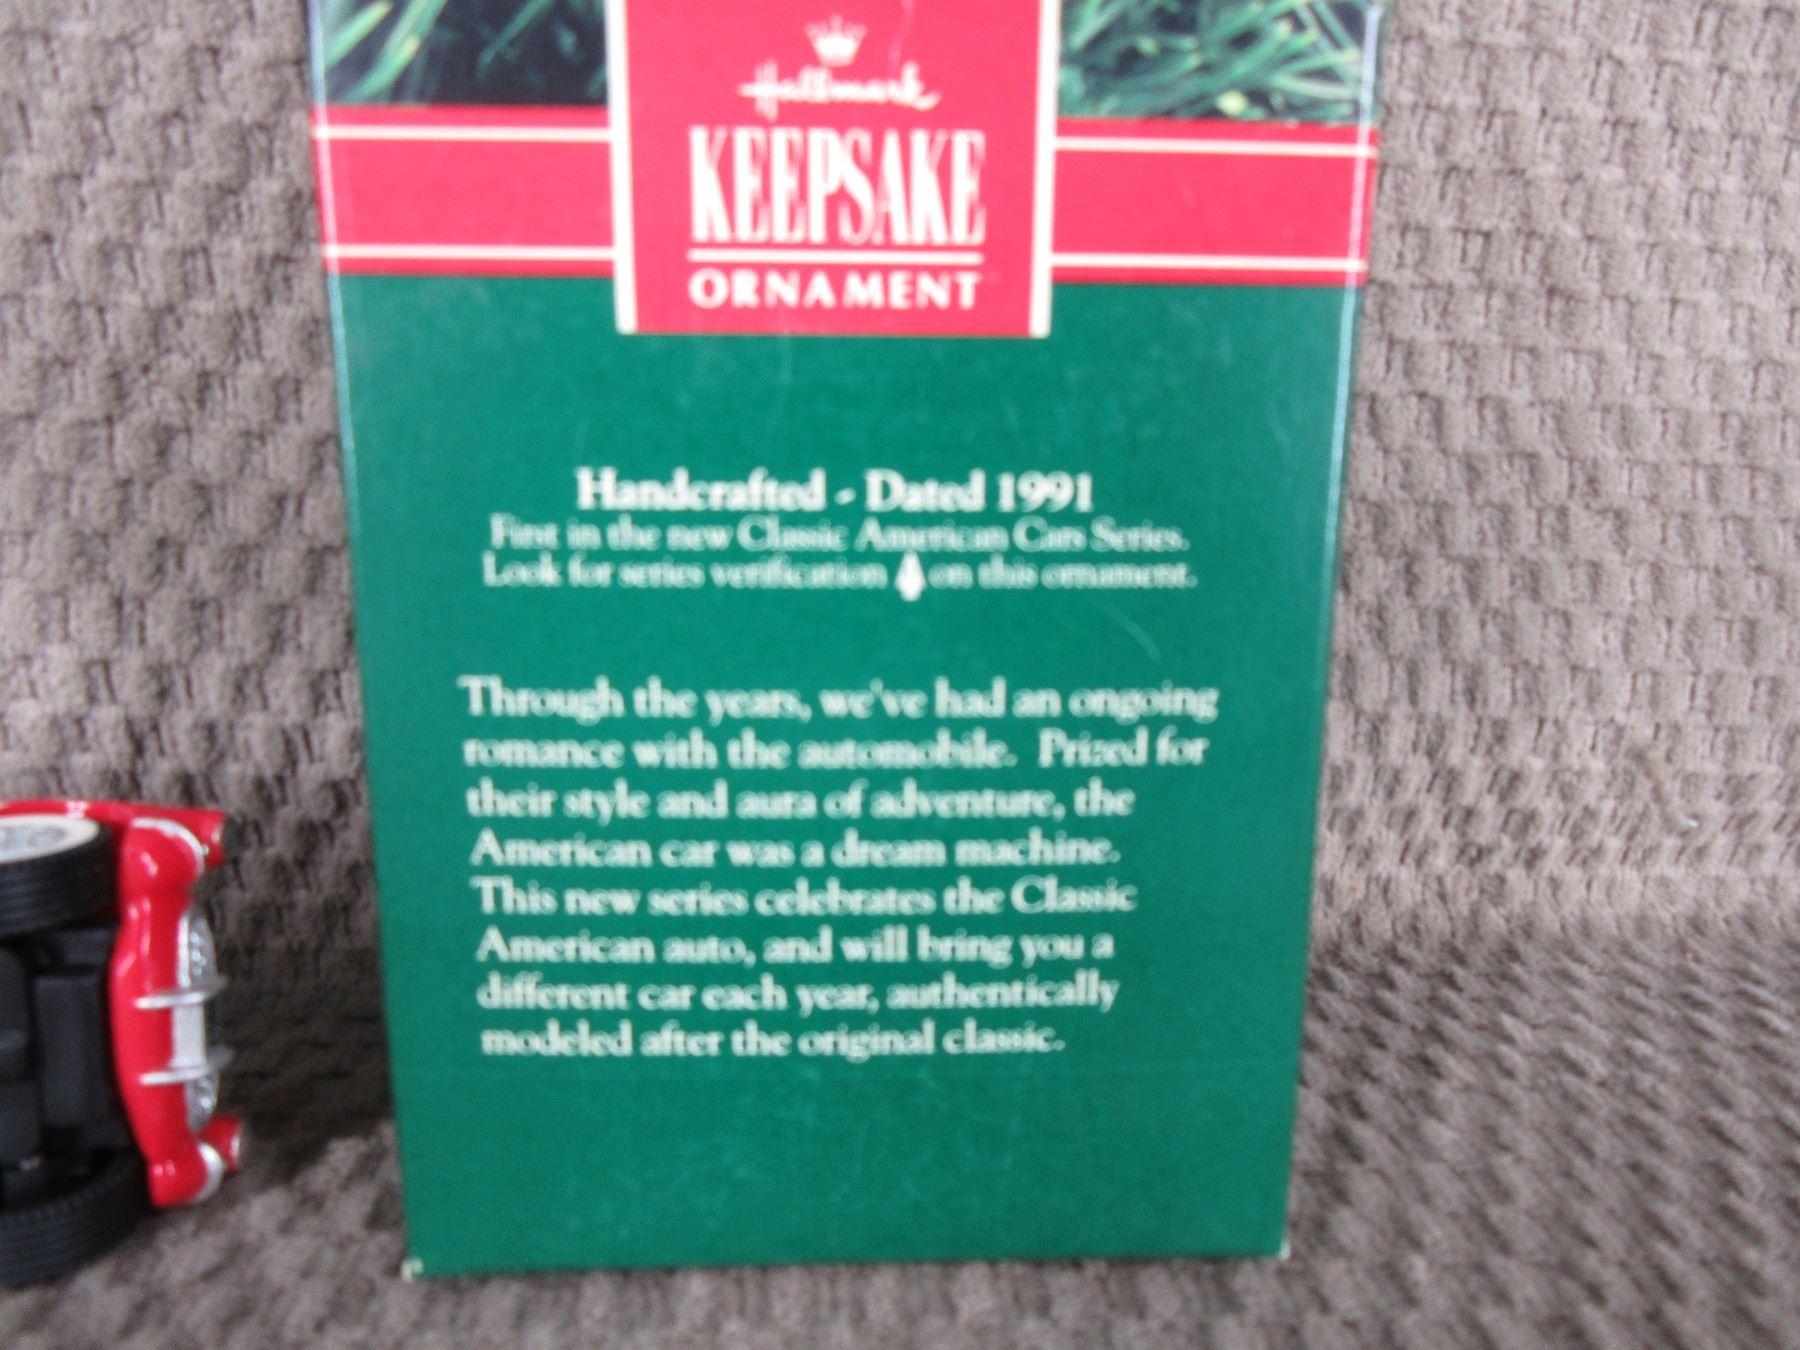 Hallmark
KEEPSAKE
ORNAMENT
Handcrafted - Dated 1991
First in the new Classic American Cars Series.
Look for series verification on this ornament.
Through the years, we've had an ongoing
romance with the automobile. Prized for
their style and aura of adventure, the
American car was a dream machine.
This new series celebrates the Classic
American auto, and will bring you a
different car each year, authentically
modeled after the original classic.